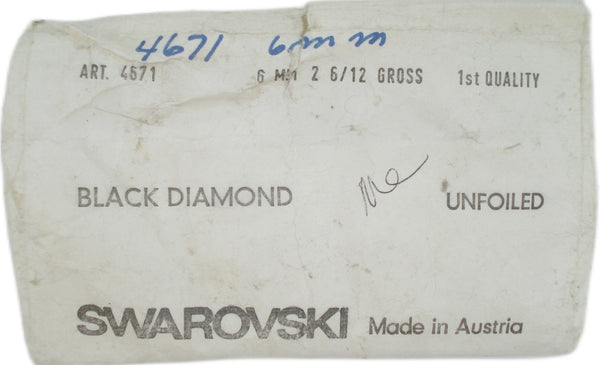 4671 6mm
ART. 4671 6 MM 2 6/12 GROSS 1st QUALITY
BLACK DIAMOND UNFOILED
SWAROVSKI Made in Austria